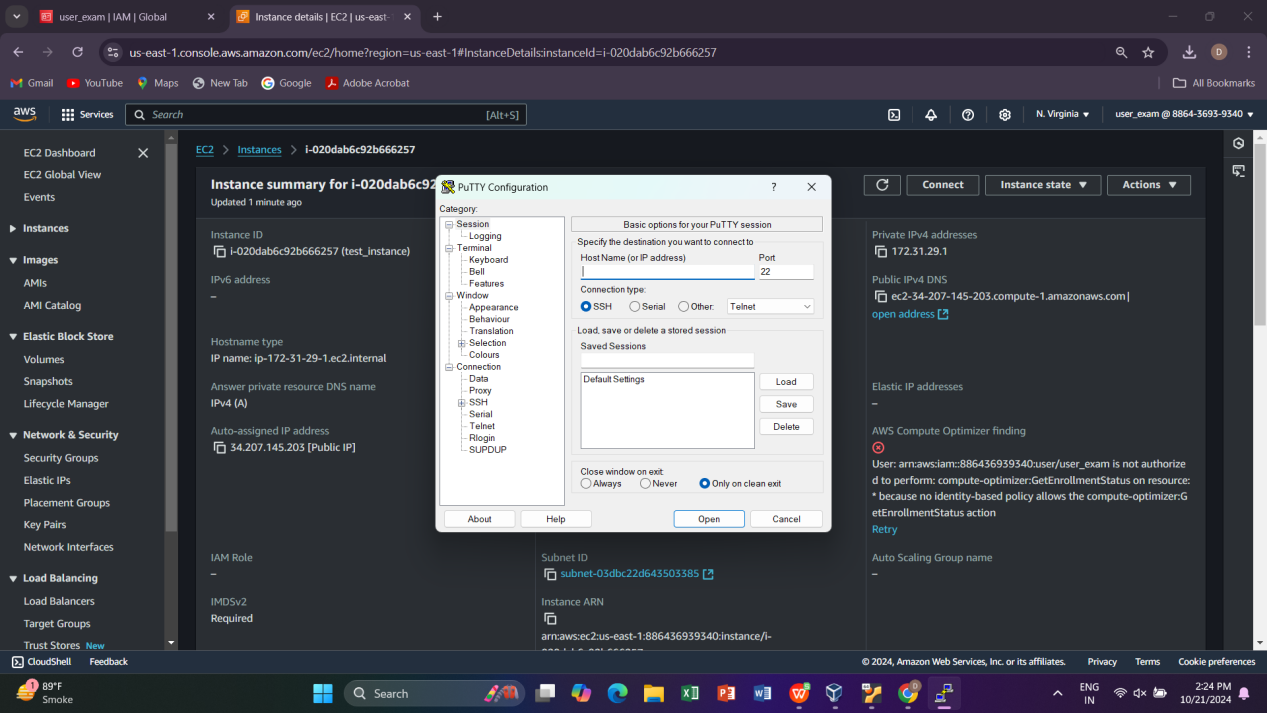 user_exam | IAM | Global
Instance details | EC2 | us-east-
us-east-1.console.aws.amazon.com/ec2/home?region=us-east-1#InstanceDetails:instanceId=i-020dab6c92b666257
D
Gmail
YouTube
Maps
New Tab
Google
Adobe Acrobat
All Bookmarks
aws
Services
Search
[Alt+S]
N. Virginia
user_exam @ 8864-3693-9340
EC2 Dashboard
EC2 Global View
Events
Instances
Images
AMIs
AMI Catalog
Elastic Block Store
Volumes
Snapshots
Lifecycle Manager
Network & Security
Security Groups
Elastic IPs
Placement Groups
Key Pairs
Network Interfaces
Load Balancing
Load Balancers
Target Groups
Trust Stores New
EC2
Instances
i-020dab6c92b666257
Instance summary for i-020dab6c92
Updated 1 minute ago
Connect
Instance state
Actions
Instance ID
i-020dab6c92b666257 (test_instance)
IPv6 address
–
Hostname type
IP name: ip-172-31-29-1.ec2.internal
Answer private resource DNS name
IPv4 (A)
Auto-assigned IP address
34.207.145.203 [Public IP]
IAM Role
–
IMDSv2
Required
PuTTY Configuration
?
Category:
Session
Logging
Terminal
Keyboard
Bell
Features
Window
Appearance
Behaviour
Translation
Selection
Colours
Connection
Data
Proxy
SSH
Serial
Telnet
Rlogin
SUPDUP
Basic options for your PuTTY session
Specify the destination you want to connect to
Host Name (or IP address)
Port
22
Connection type:
SSH
Serial
Other:
Telnet
Load, save or delete a stored session
Saved Sessions
Default Settings
Load
Save
Delete
Close window on exit:
Always
Never
Only on clean exit
About
Help
Open
Cancel
Subnet ID
subnet-03dbc22d643503385
Instance ARN
arn:aws:ec2:us-east-1:886436939340:instance/i-
Private IPv4 addresses
172.31.29.1
Public IPv4 DNS
ec2-34-207-145-203.compute-1.amazonaws.com |
open address
Elastic IP addresses
–
AWS Compute Optimizer finding
User: arn:aws:iam::886436939340:user/user_exam is not authorize
d to perform: compute-optimizer:GetEnrollmentStatus on resource:
* because no identity-based policy allows the compute-optimizer:G
etEnrollmentStatus action
Retry
Auto Scaling Group name
–
CloudShell
Feedback
© 2024, Amazon Web Services, Inc. or its affiliates.
Privacy
Terms
Cookie preferences
1
89°F
Smoke
Search
ENG
IN
2:24 PM
10/21/2024